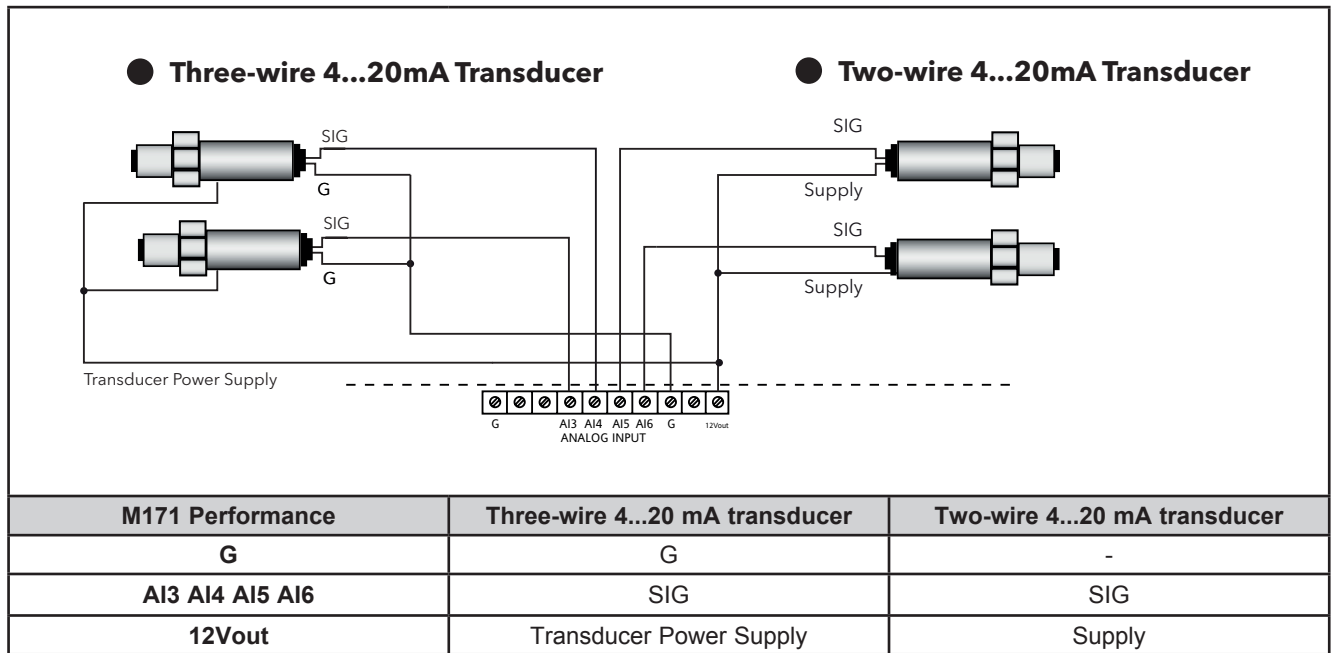 ● Three-wire 4...20mA Transducer
● Two-wire 4...20mA Transducer
SIG
G
SIG
G
SIG
Supply
SIG
Supply
Transducer Power Supply
G AI3 AI4 AI5 AI6 G 12Vout
ANALOG INPUT
M171 Performance Three-wire 4...20 mA transducer Two-wire 4...20 mA transducer
G G -
AI3 AI4 AI5 AI6 SIG SIG
12Vout Transducer Power Supply Supply